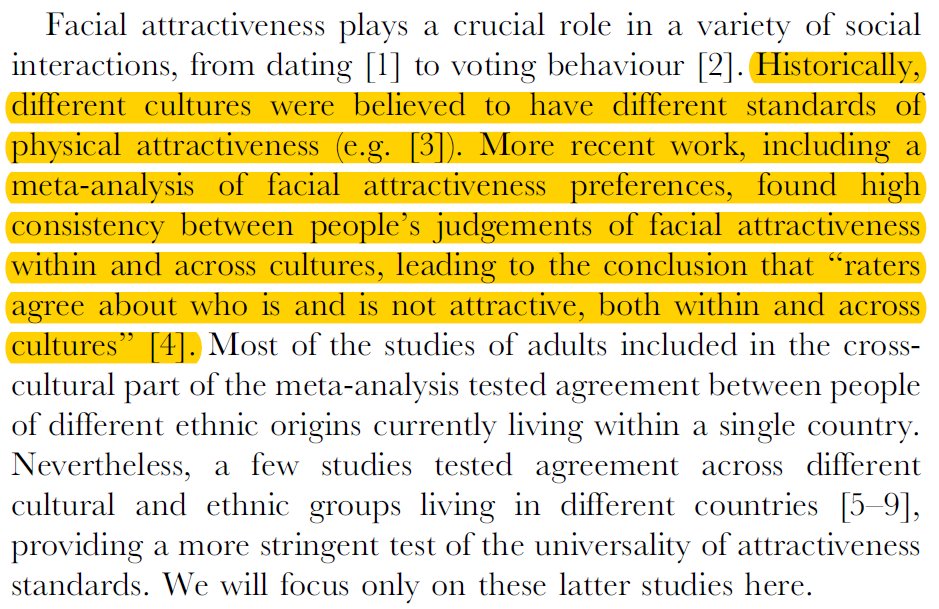 Facial attractiveness plays a crucial role in a variety of social
interactions, from dating [1] to voting behaviour [2]. Historically,
different cultures were believed to have different standards of
physical attractiveness (e.g. [3]). More recent work, including a
meta-analysis of facial attractiveness preferences, found high
consistency between people’s judgements of facial attractiveness
within and across cultures, leading to the conclusion that “raters
agree about who is and is not attractive, both within and across
cultures” [4]. Most of the studies of adults included in the cross-
cultural part of the meta-analysis tested agreement between people
of different ethnic origins currently living within a single country.
Nevertheless, a few studies tested agreement across different
cultural and ethnic groups living in different countries [5–9],
providing a more stringent test of the universality of attractiveness
standards. We will focus only on these latter studies here.